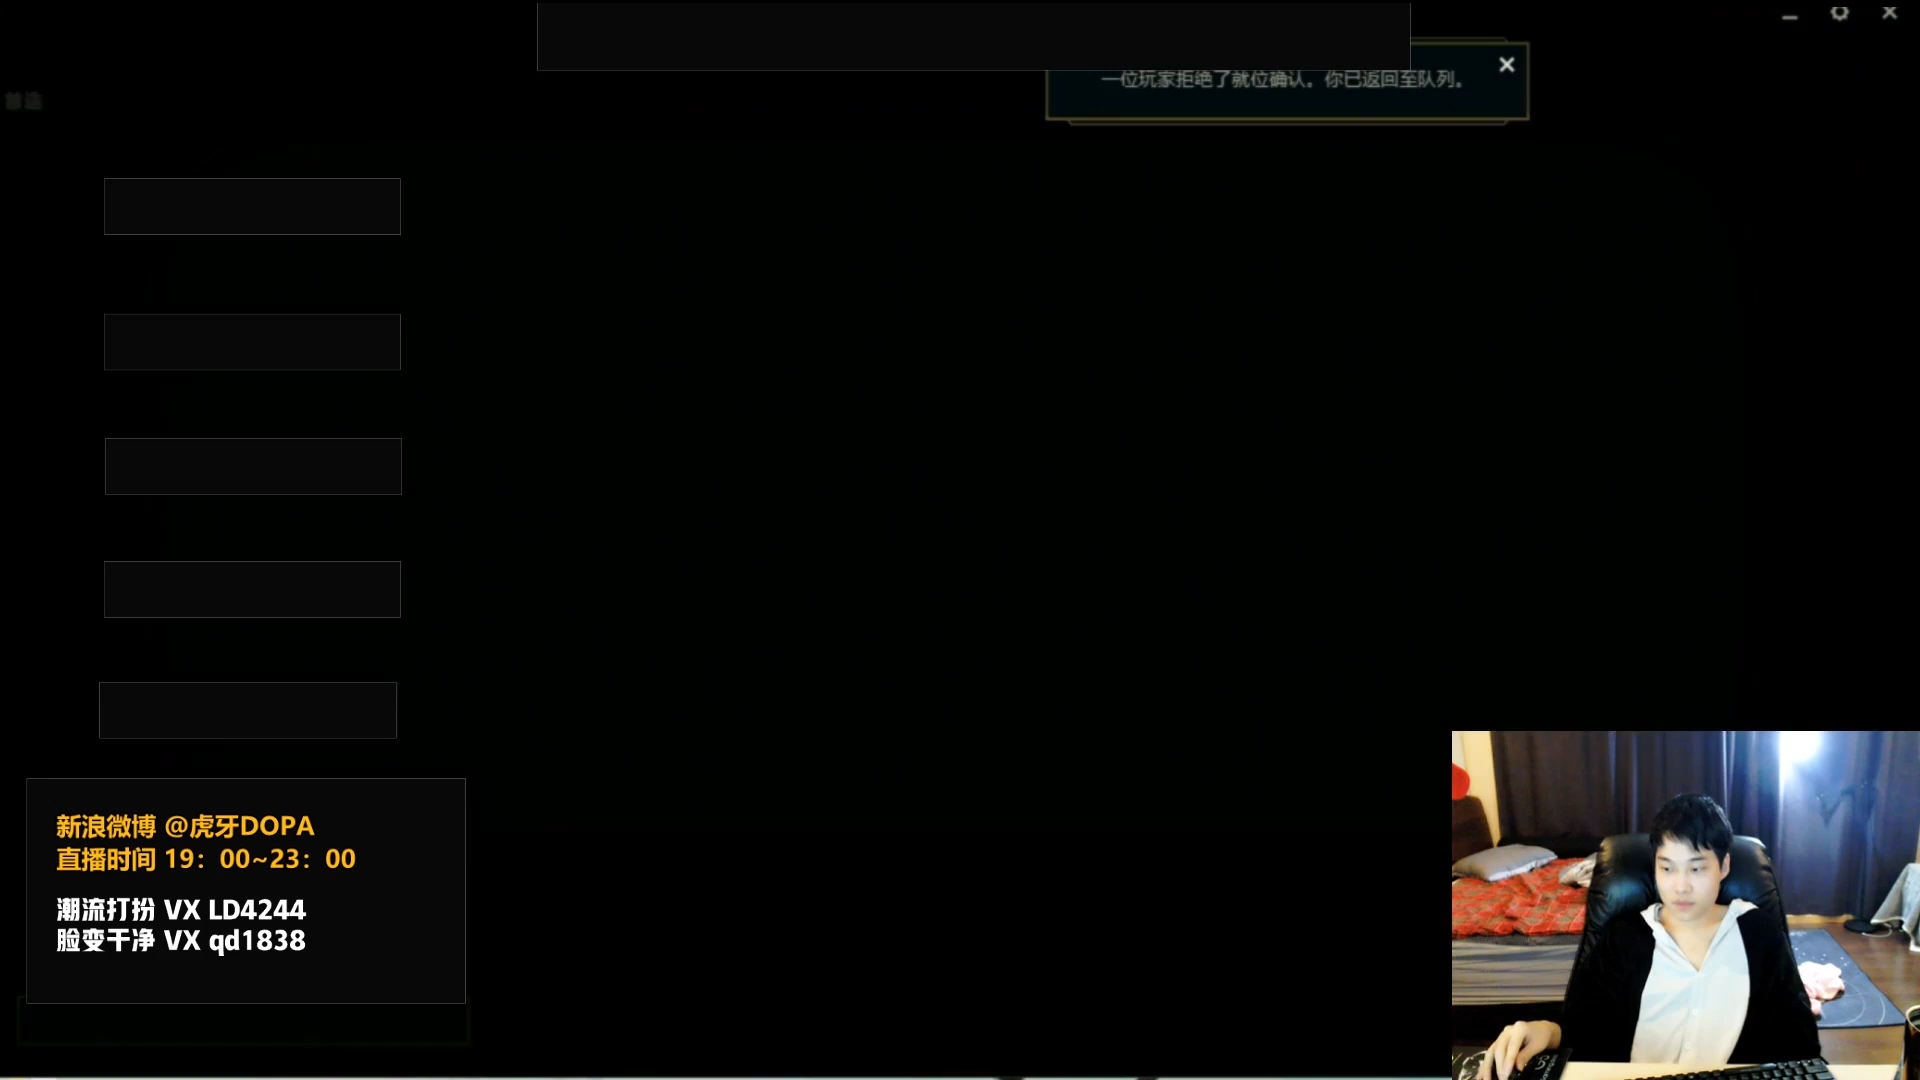 一位玩家拒绝了就位确认。你已返回至队列。
首选
新浪微博 @虎牙DOPA
直播时间 19：00~23：00
潮流打扮 VX LD4244
脸变干净 VX qd1838